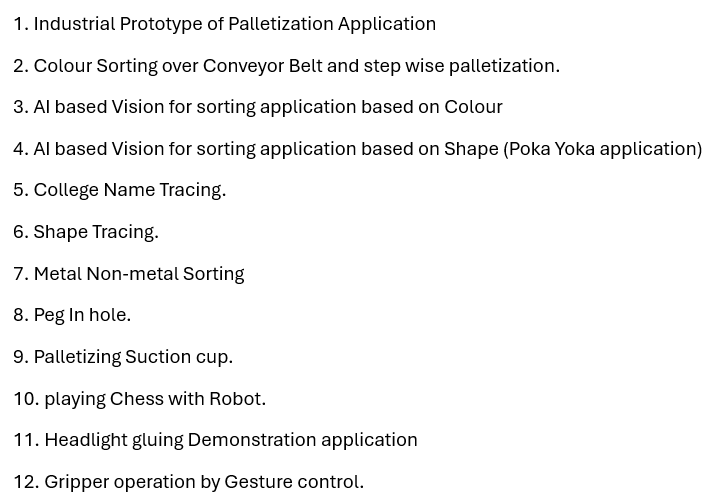 1. Industrial Prototype of Palletization Application
2. Colour Sorting over Conveyor Belt and step wise palletization.
3. AI based Vision for sorting application based on Colour
4. AI based Vision for sorting application based on Shape (Poka Yoka application)
5. College Name Tracing.
6. Shape Tracing.
7. Metal Non-metal Sorting
8. Peg In hole.
9. Palletizing Suction cup.
10. playing Chess with Robot.
11. Headlight gluing Demonstration application
12. Gripper operation by Gesture control.